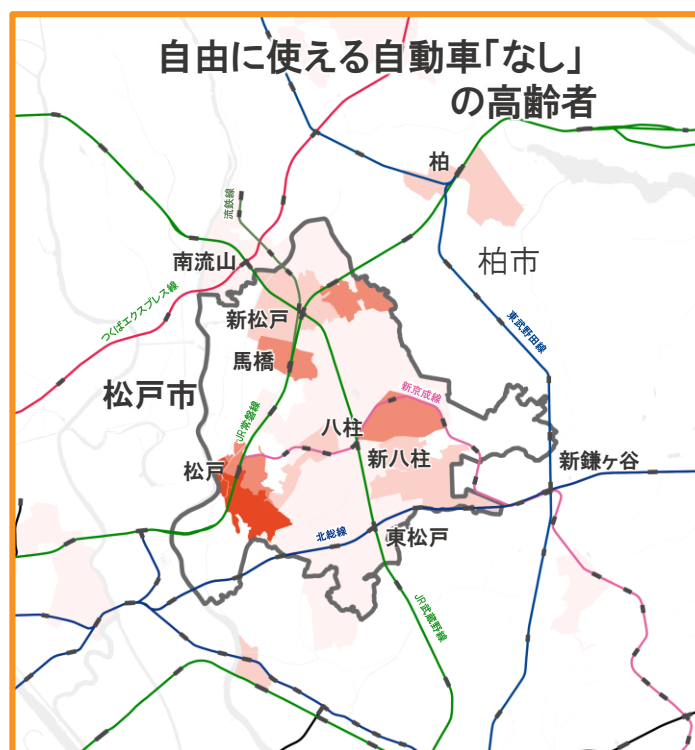 自由に使える自動車「なし」
の高齢者
柏
流鉄線
南流山
柏市
つくばエクスプレス線
新松戸
東武野田線
馬橋
松戸市
新京成線
JR常磐線
八柱
松戸
新八柱
新鎌ヶ谷
北総線
東松戸
JR武蔵野線